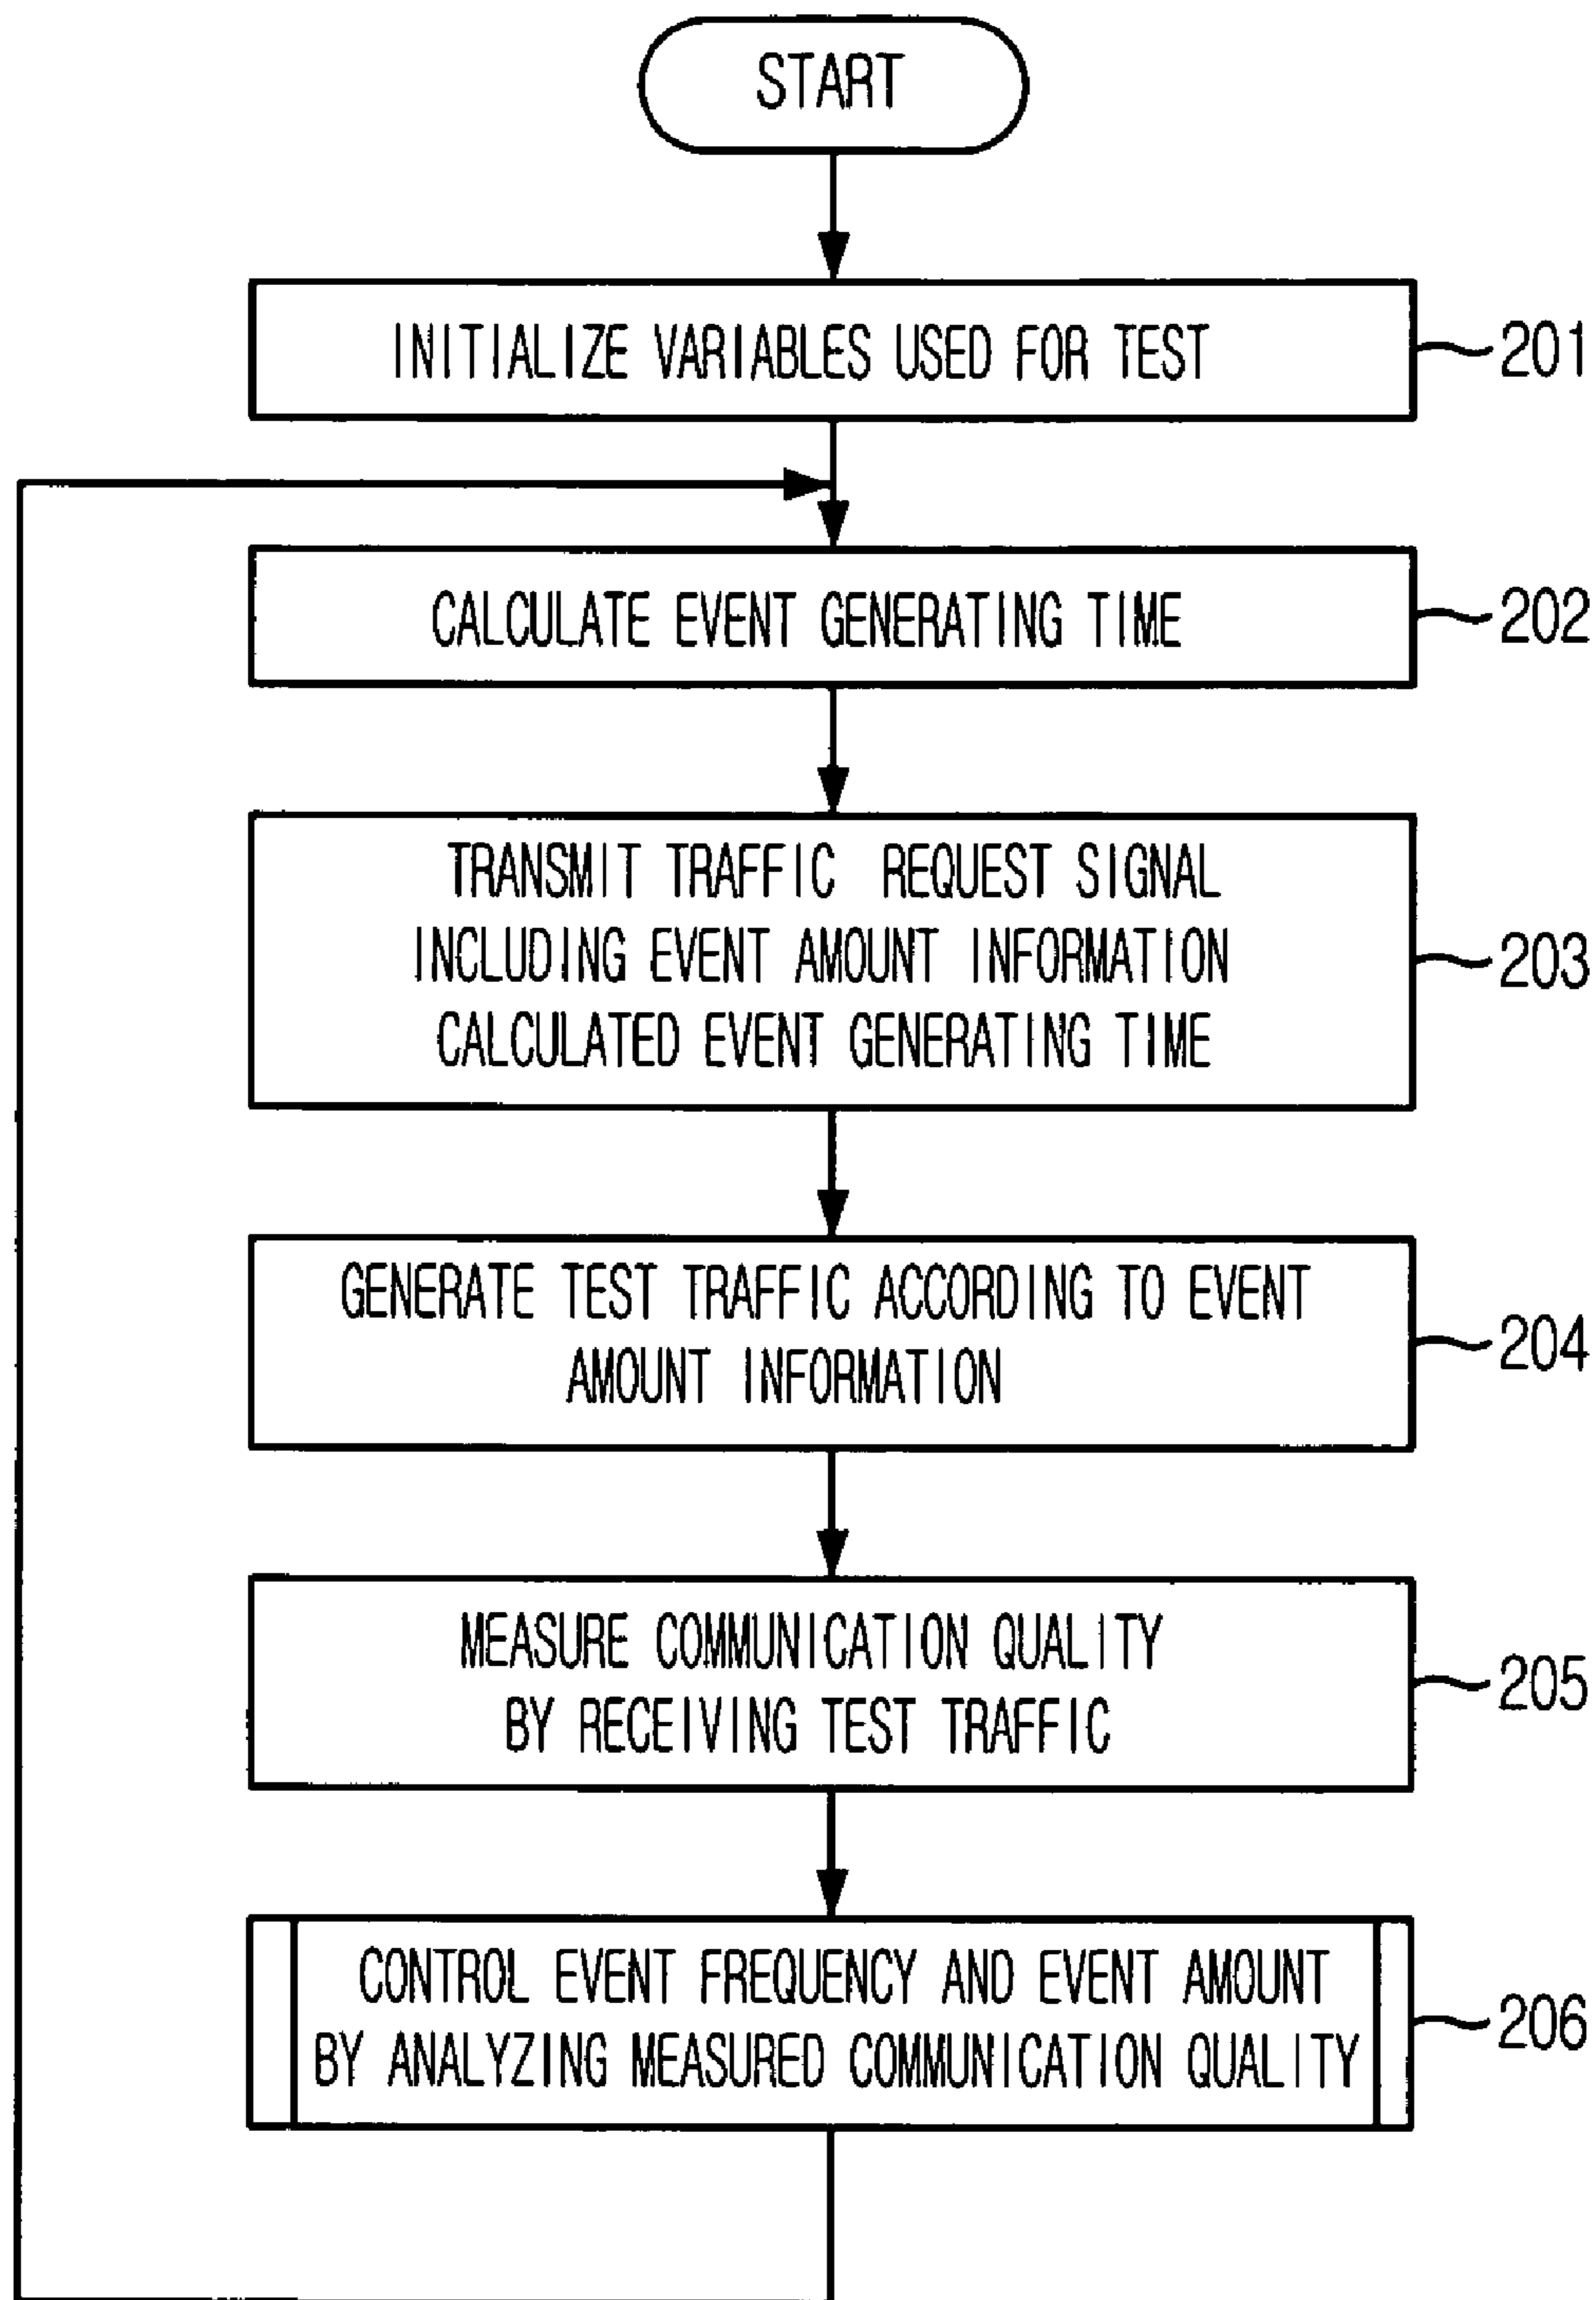 START
INITIALIZE VARIABLES USED FOR TEST
201
CALCULATE EVENT GENERATING TIME
202
TRANSMIT TRAFFIC REQUEST SIGNAL
INCLUDING EVENT AMOUNT INFORMATION
CALCULATED EVENT GENERATING TIME
203
GENERATE TEST TRAFFIC ACCORDING TO EVENT
AMOUNT INFORMATION
204
MEASURE COMMUNICATION QUALITY
BY RECEIVING TEST TRAFFIC
205
CONTROL EVENT FREQUENCY AND EVENT AMOUNT
BY ANALYZING MEASURED COMMUNICATION QUALITY
206